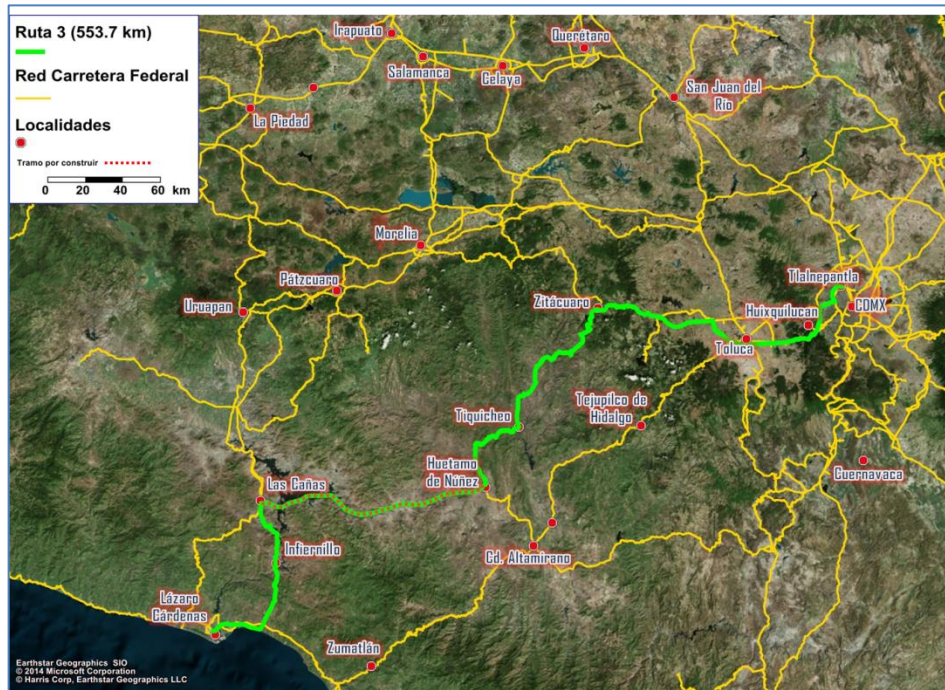 Ruta 3 (553.7 km)
Red Carretera Federal
Localidades
Tramo por construir
0 20 40 60 km
Irapuato
Salamanca
Celaya
Querétaro
San Juan del
Río
La Piedad
Morelia
Pátzcuaro
Uruapan
Zitácuaro
Tlalnepantla
Huixquilucan
CDMX
Toluca
Tiquicheo
Tejupilco de
Hidalgo
Huetamo
de Núñez
Cuernavaca
Las Cañas
Infiernillo
Cd. Altamirano
Lázaro
Cárdenas
Zumatlán
Earthstar Geographics SIO
© 2014 Microsoft Corporation
© Harris Corp, Earthstar Geographics LLC